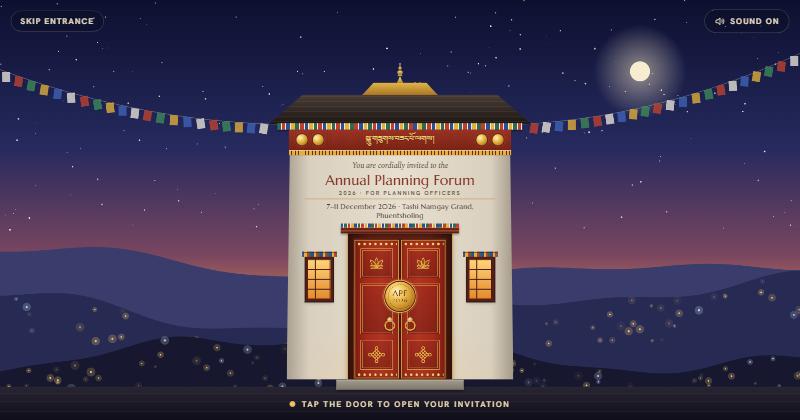 SKIP ENTRANCE
SOUND ON
You are cordially invited to the
Annual Planning Forum
2026 · FOR PLANNING OFFICERS
7–11 December 2026 · Tashi Namgay Grand,
Phuentsholing
APF
2026
TAP THE DOOR TO OPEN YOUR INVITATION